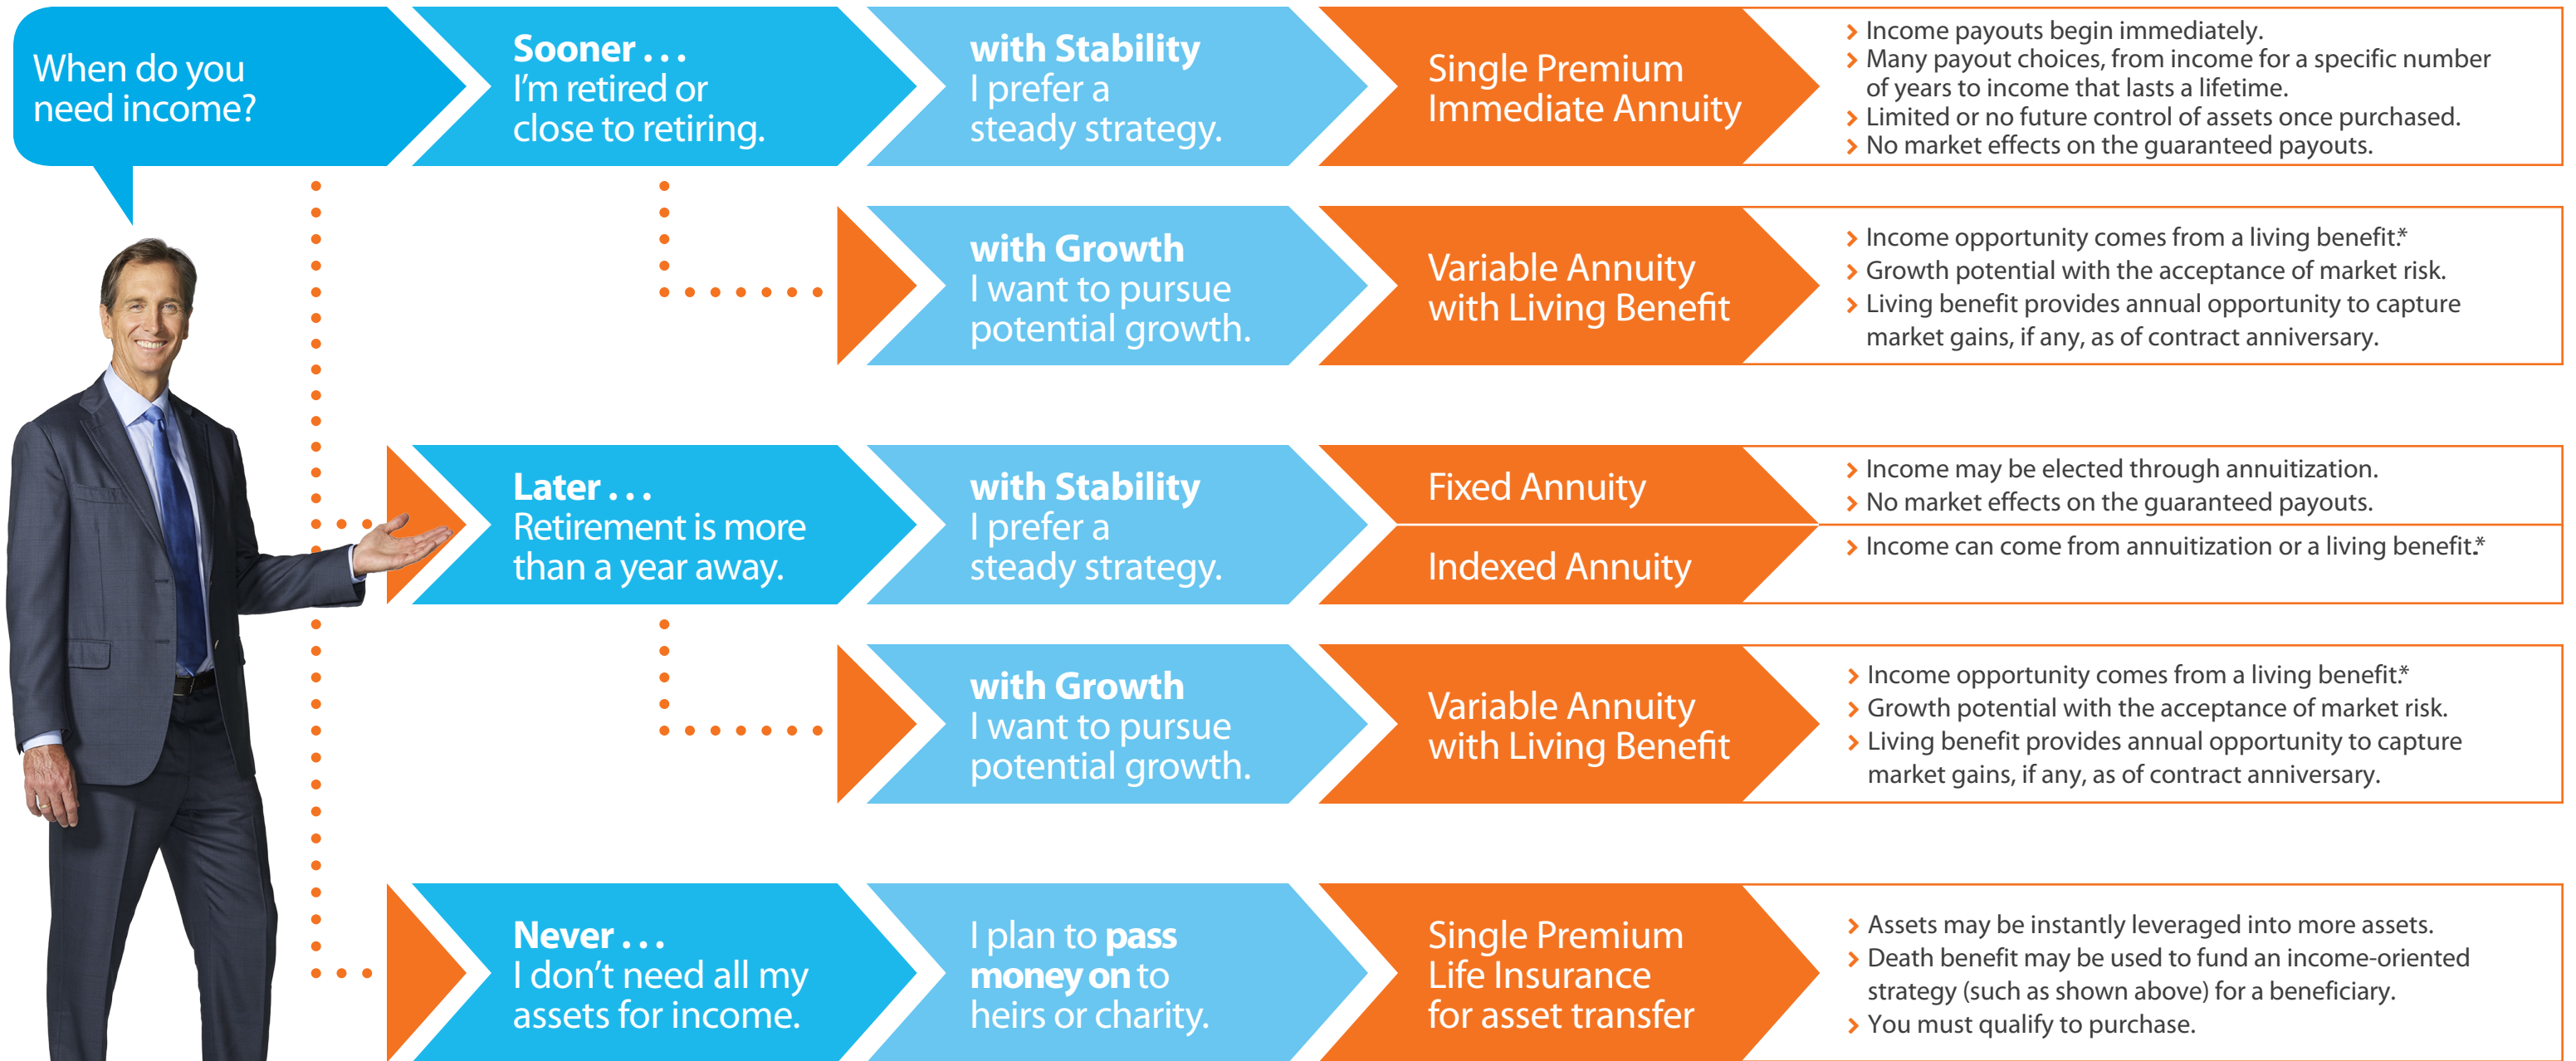 When do you
need income?
Sooner . . .
I'm retired or
close to retiring.
with Stability
I prefer a
steady strategy.
Single Premium
Immediate Annuity
Income payouts begin immediately.
Many payout choices, from income for a specific number
of years to income that lasts a lifetime.
Limited or no future control of assets once purchased.
No market effects on the guaranteed payouts.
with Growth
I want to pursue
potential growth.
Variable Annuity
with Living Benefit
Income opportunity comes from a living benefit.*
Growth potential with the acceptance of market risk.
Living benefit provides annual opportunity to capture
market gains, if any, as of contract anniversary.
Later . . .
Retirement is more
than a year away.
with Stability
I prefer a
steady strategy.
Fixed Annuity
Income may be elected through annuitization.
No market effects on the guaranteed payouts.
Indexed Annuity
Income can come from annuitization or a living benefit.*
with Growth
I want to pursue
potential growth.
Variable Annuity
with Living Benefit
Income opportunity comes from a living benefit.*
Growth potential with the acceptance of market risk.
Living benefit provides annual opportunity to capture
market gains, if any, as of contract anniversary.
Never . . .
I don't need all my
assets for income.
I plan to pass
money on to
heirs or charity.
Single Premium
Life Insurance
for asset transfer
Assets may be instantly leveraged into more assets.
Death benefit may be used to fund an income-oriented
strategy (such as shown above) for a beneficiary.
You must qualify to purchase.